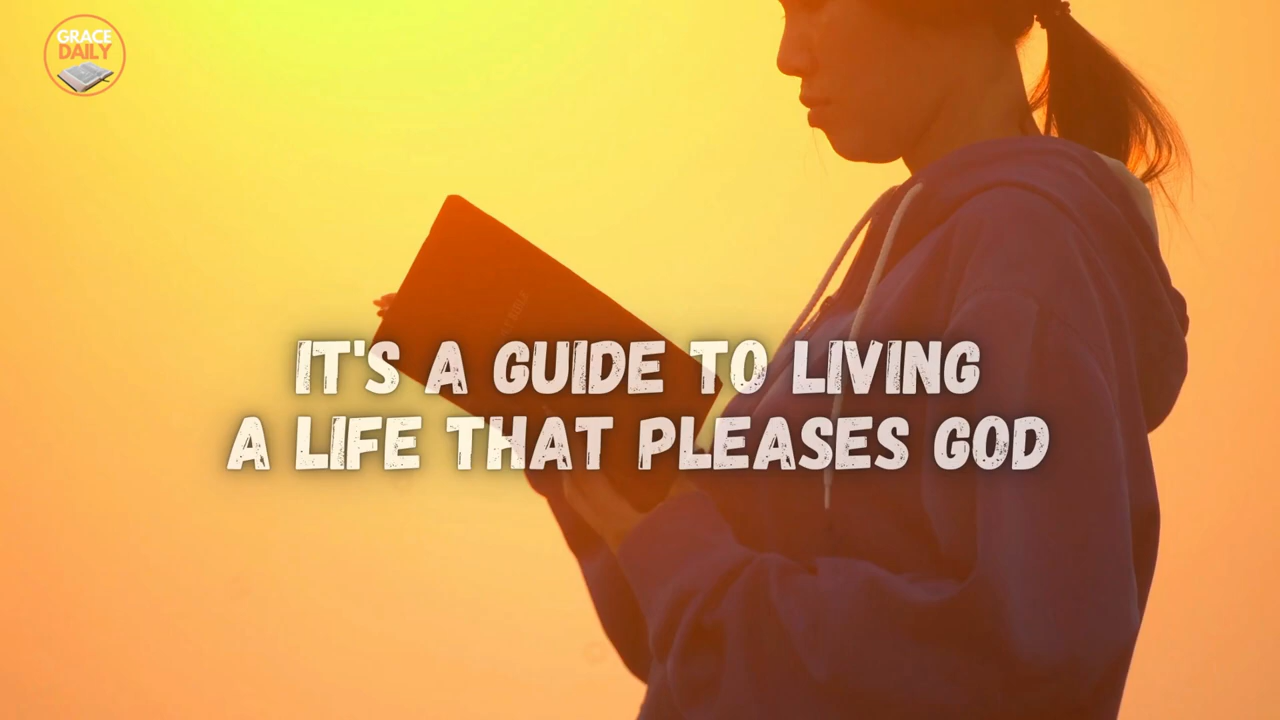 GRACE
DAILY
IT'S A GUIDE TO LIVING
A LIFE THAT PLEASES GOD